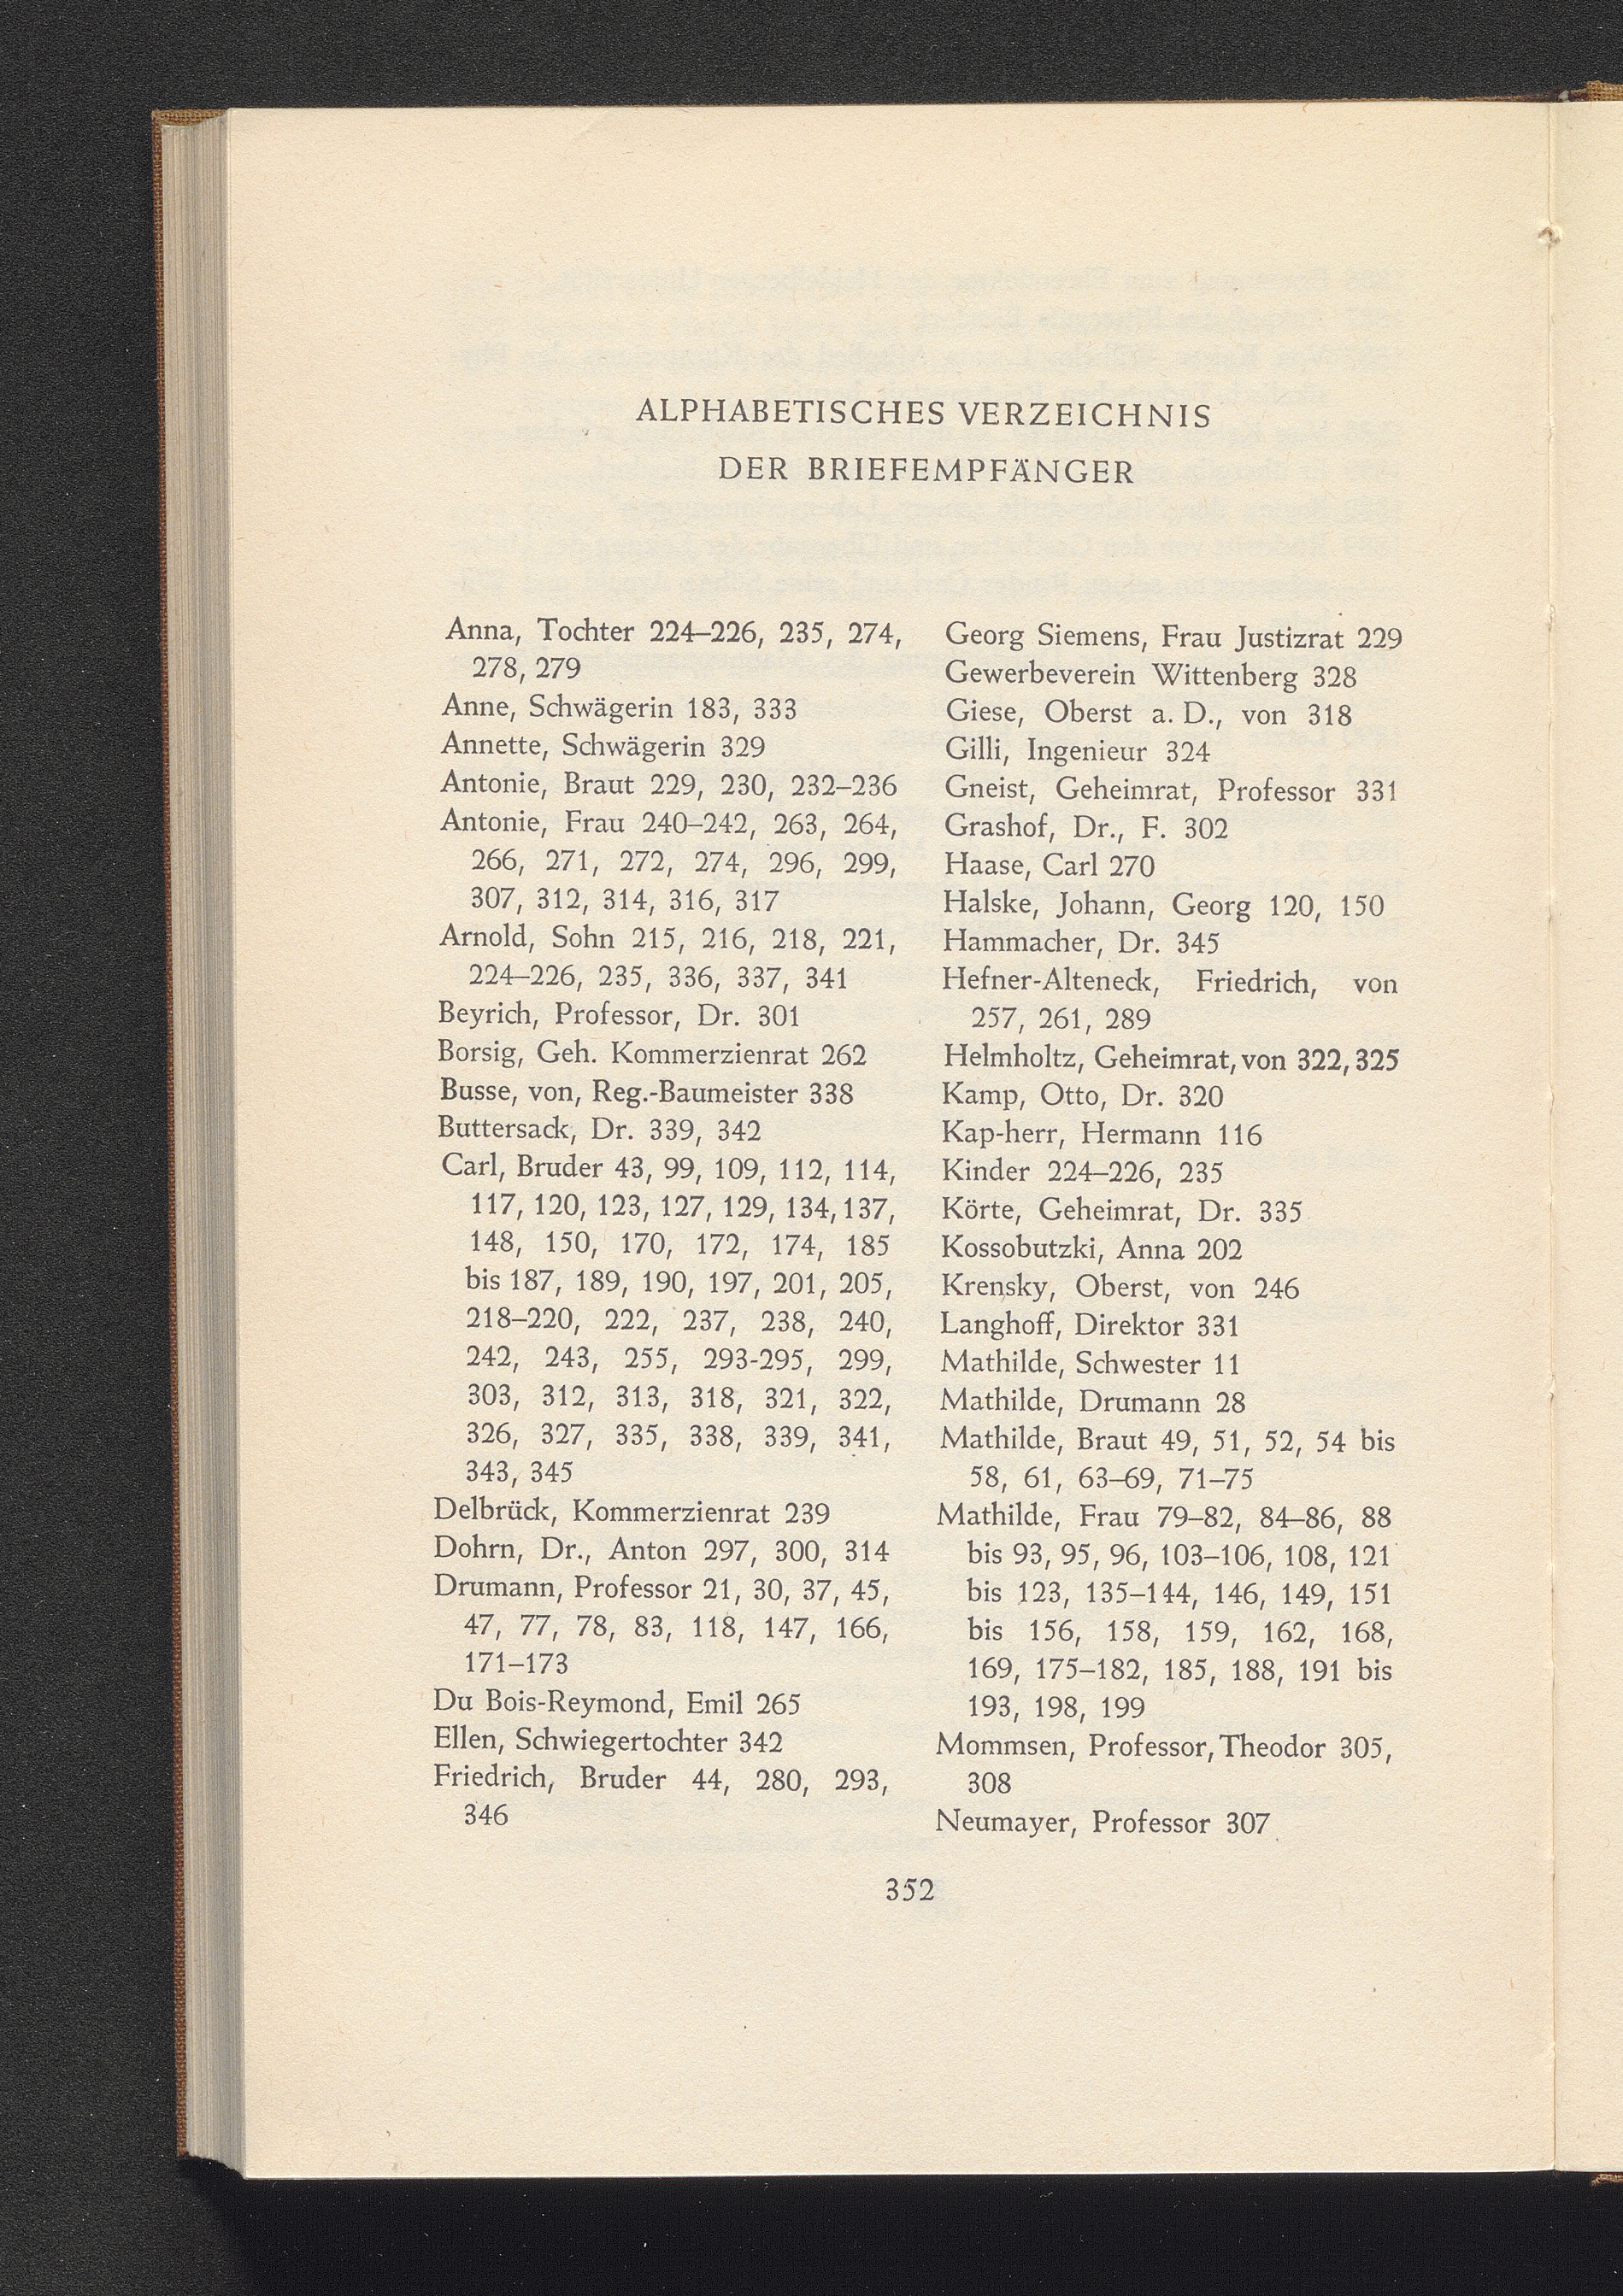 ALPHABETISCHES VERZEICHNIS
DER BRIEFEMPFÄNGER
Anna, Tochter 224–226, 235, 274,
278, 279
Anne, Schwägerin 183, 333
Annette, Schwägerin 329
Antonie, Braut 229, 230, 232–236
Antonie, Frau 240–242, 263, 264,
266, 271, 272, 274, 296, 299,
307, 312, 314, 316, 317
Arnold, Sohn 215, 216, 218, 221,
224–226, 235, 336, 337, 341
Beyrich, Professor, Dr. 301
Borsig, Geh. Kommerzienrat 262
Busse, von, Reg.-Baumeister 338
Buttersack, Dr. 339, 342
Carl, Bruder 43, 99, 109, 112, 114,
117, 120, 123, 127, 129, 134, 137,
148, 150, 170, 172, 174, 185
bis 187, 189, 190, 197, 201, 205,
218–220, 222, 237, 238, 240,
242, 243, 255, 293-295, 299,
303, 312, 313, 318, 321, 322,
326, 327, 335, 338, 339, 341,
343, 345
Delbrück, Kommerzienrat 239
Dohrn, Dr., Anton 297, 300, 314
Drumann, Professor 21, 30, 37, 45,
47, 77, 78, 83, 118, 147, 166,
171–173
Du Bois-Reymond, Emil 265
Ellen, Schwiegertochter 342
Friedrich, Bruder 44, 280, 293,
346
Georg Siemens, Frau Justizrat 229
Gewerbeverein Wittenberg 328
Giese, Oberst a. D., von 318
Gilli, Ingenieur 324
Gneist, Geheimrat, Professor 331
Grashof, Dr., F. 302
Haase, Carl 270
Halske, Johann, Georg 120, 150
Hammacher, Dr. 345
Hefner-Alteneck, Friedrich, von
257, 261, 289
Helmholtz, Geheimrat, von 322, 325
Kamp, Otto, Dr. 320
Kap-herr, Hermann 116
Kinder 224–226, 235
Körte, Geheimrat, Dr. 335
Kossobutzki, Anna 202
Krensky, Oberst, von 246
Langhoff, Direktor 331
Mathilde, Schwester 11
Mathilde, Drumann 28
Mathilde, Braut 49, 51, 52, 54 bis
58, 61, 63–69, 71–75
Mathilde, Frau 79–82, 84–86, 88
bis 93, 95, 96, 103–106, 108, 121
bis 123, 135–144, 146, 149, 151
bis 156, 158, 159, 162, 168,
169, 175–182, 185, 188, 191 bis
193, 198, 199
Mommsen, Professor, Theodor 305,
308
Neumayer, Professor 307
352